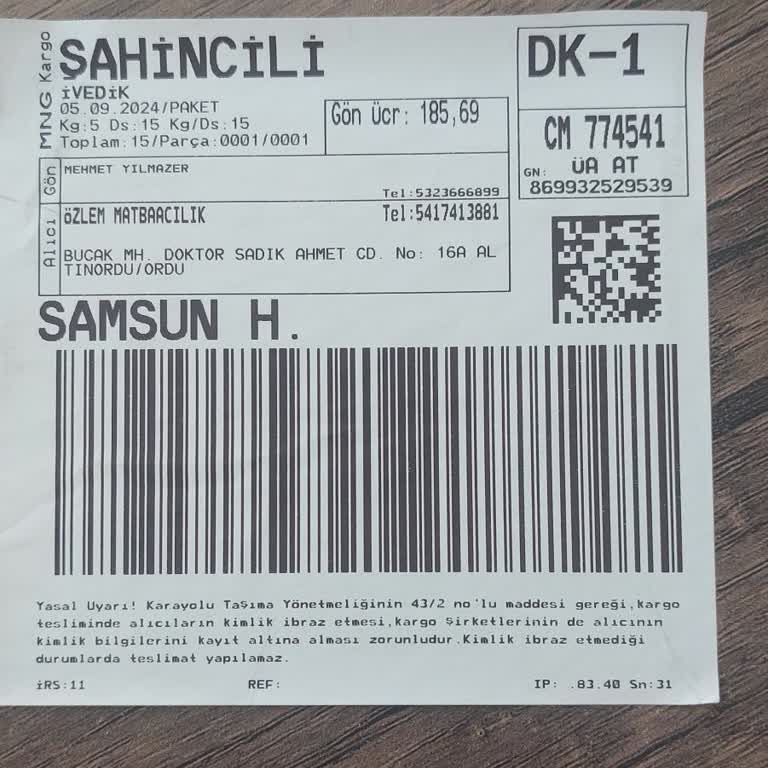 MNG Kargo
ŞAHİNCİLİ
İVEDİK
05.09.2024/PAKET
Kg:5 Ds:15 Kg/Ds:15
Toplam:15/Parça:0001/0001
Gön Ücr: 185,69
DK-1
CM 774541
ÜA AT
GN: 869932529539
Gön
MEHMET YILMAZER
Tel:5323666899
Alıcı
ÖZLEM MATBAACILIK Tel:5417413881
BUCAK MH. DOKTOR SADIK AHMET CD. No: 16A AL
TINORDU/ORDU
SAMSUN H.
Yasal Uyarı! Karayolu Taşıma Yönetmeliğinin 43/2 no'lu maddesi gereği,kargo
tesliminde alıcıların kimlik ibraz etmesi,kargo şirketlerinin de alıcının
kimlik bilgilerini kayıt altına alması zorunludur.Kimlik ibraz etmediği
durumlarda teslimat yapılamaz.
İRS:11 REF: IP: .83.40 Sn:31